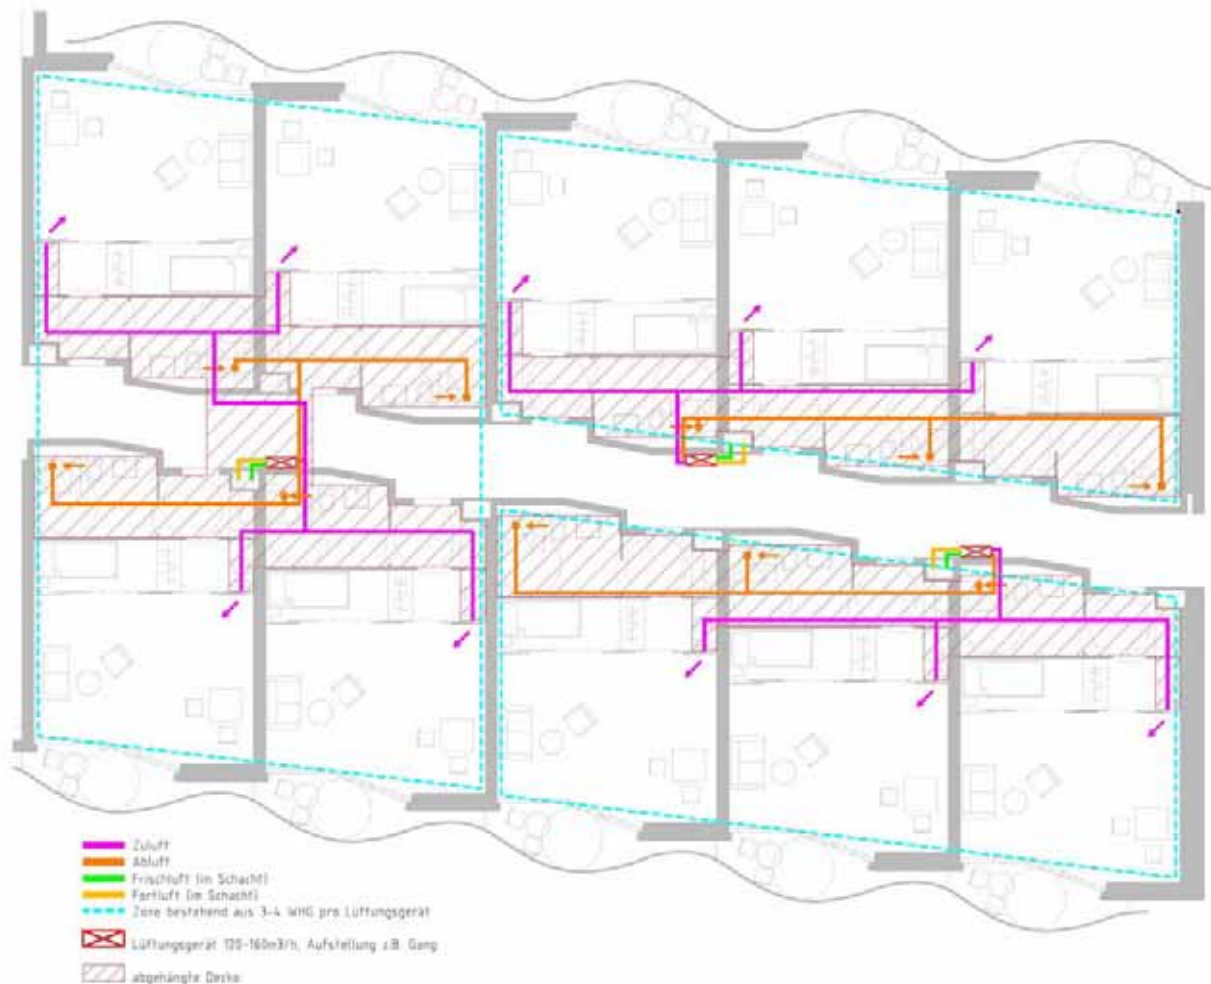 Zuluft
Abluft
Frischluft (im Schacht)
Fortluft (im Schacht)
Zone bestehend aus 3-4 WHG pro Lüftungsgerät
Lüftungsgerät 120-160m3/h, Aufstellung z.B. Gang
abgehängte Decke